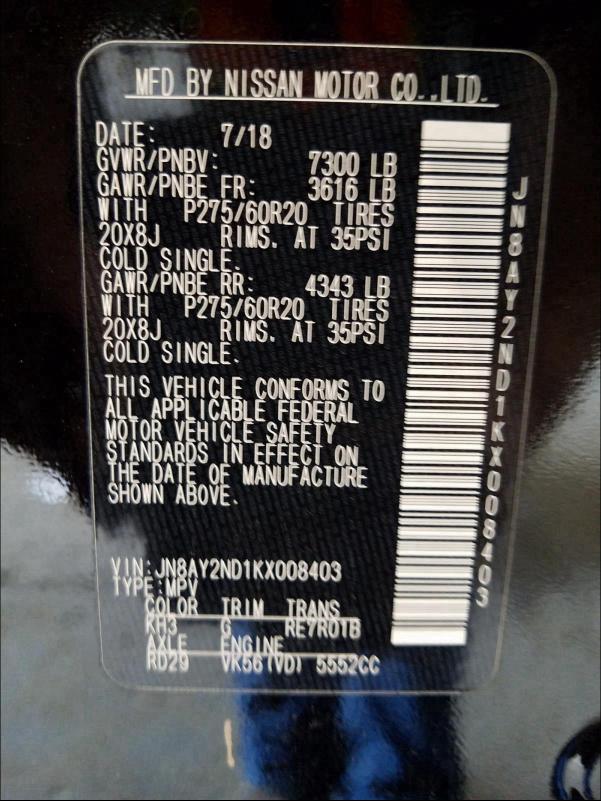 MFD BY NISSAN MOTOR CO.,LTD.
DATE: 7/18
GVWR/PNBV: 7300 LB
GAWR/PNBE FR: 3616 LB
WITH P275/60R20 TIRES
20X8J RIMS. AT 35PSI
COLD SINGLE.
GAWR/PNBE RR: 4343 LB
WITH P275/60R20 TIRES
20X8J RIMS. AT 35PSI
COLD SINGLE.
THIS VEHICLE CONFORMS TO
ALL APPLICABLE FEDERAL
MOTOR VEHICLE SAFETY
STANDARDS IN EFFECT ON
THE DATE OF MANUFACTURE
SHOWN ABOVE.
VIN:JN8AY2ND1KX008403
TYPE:MPV
COLOR TRIM TRANS
KH3 G RE7R01B
AXLE ENGINE
RD29 VK56(VD) 5552CC
JN8AY2ND1KX008403